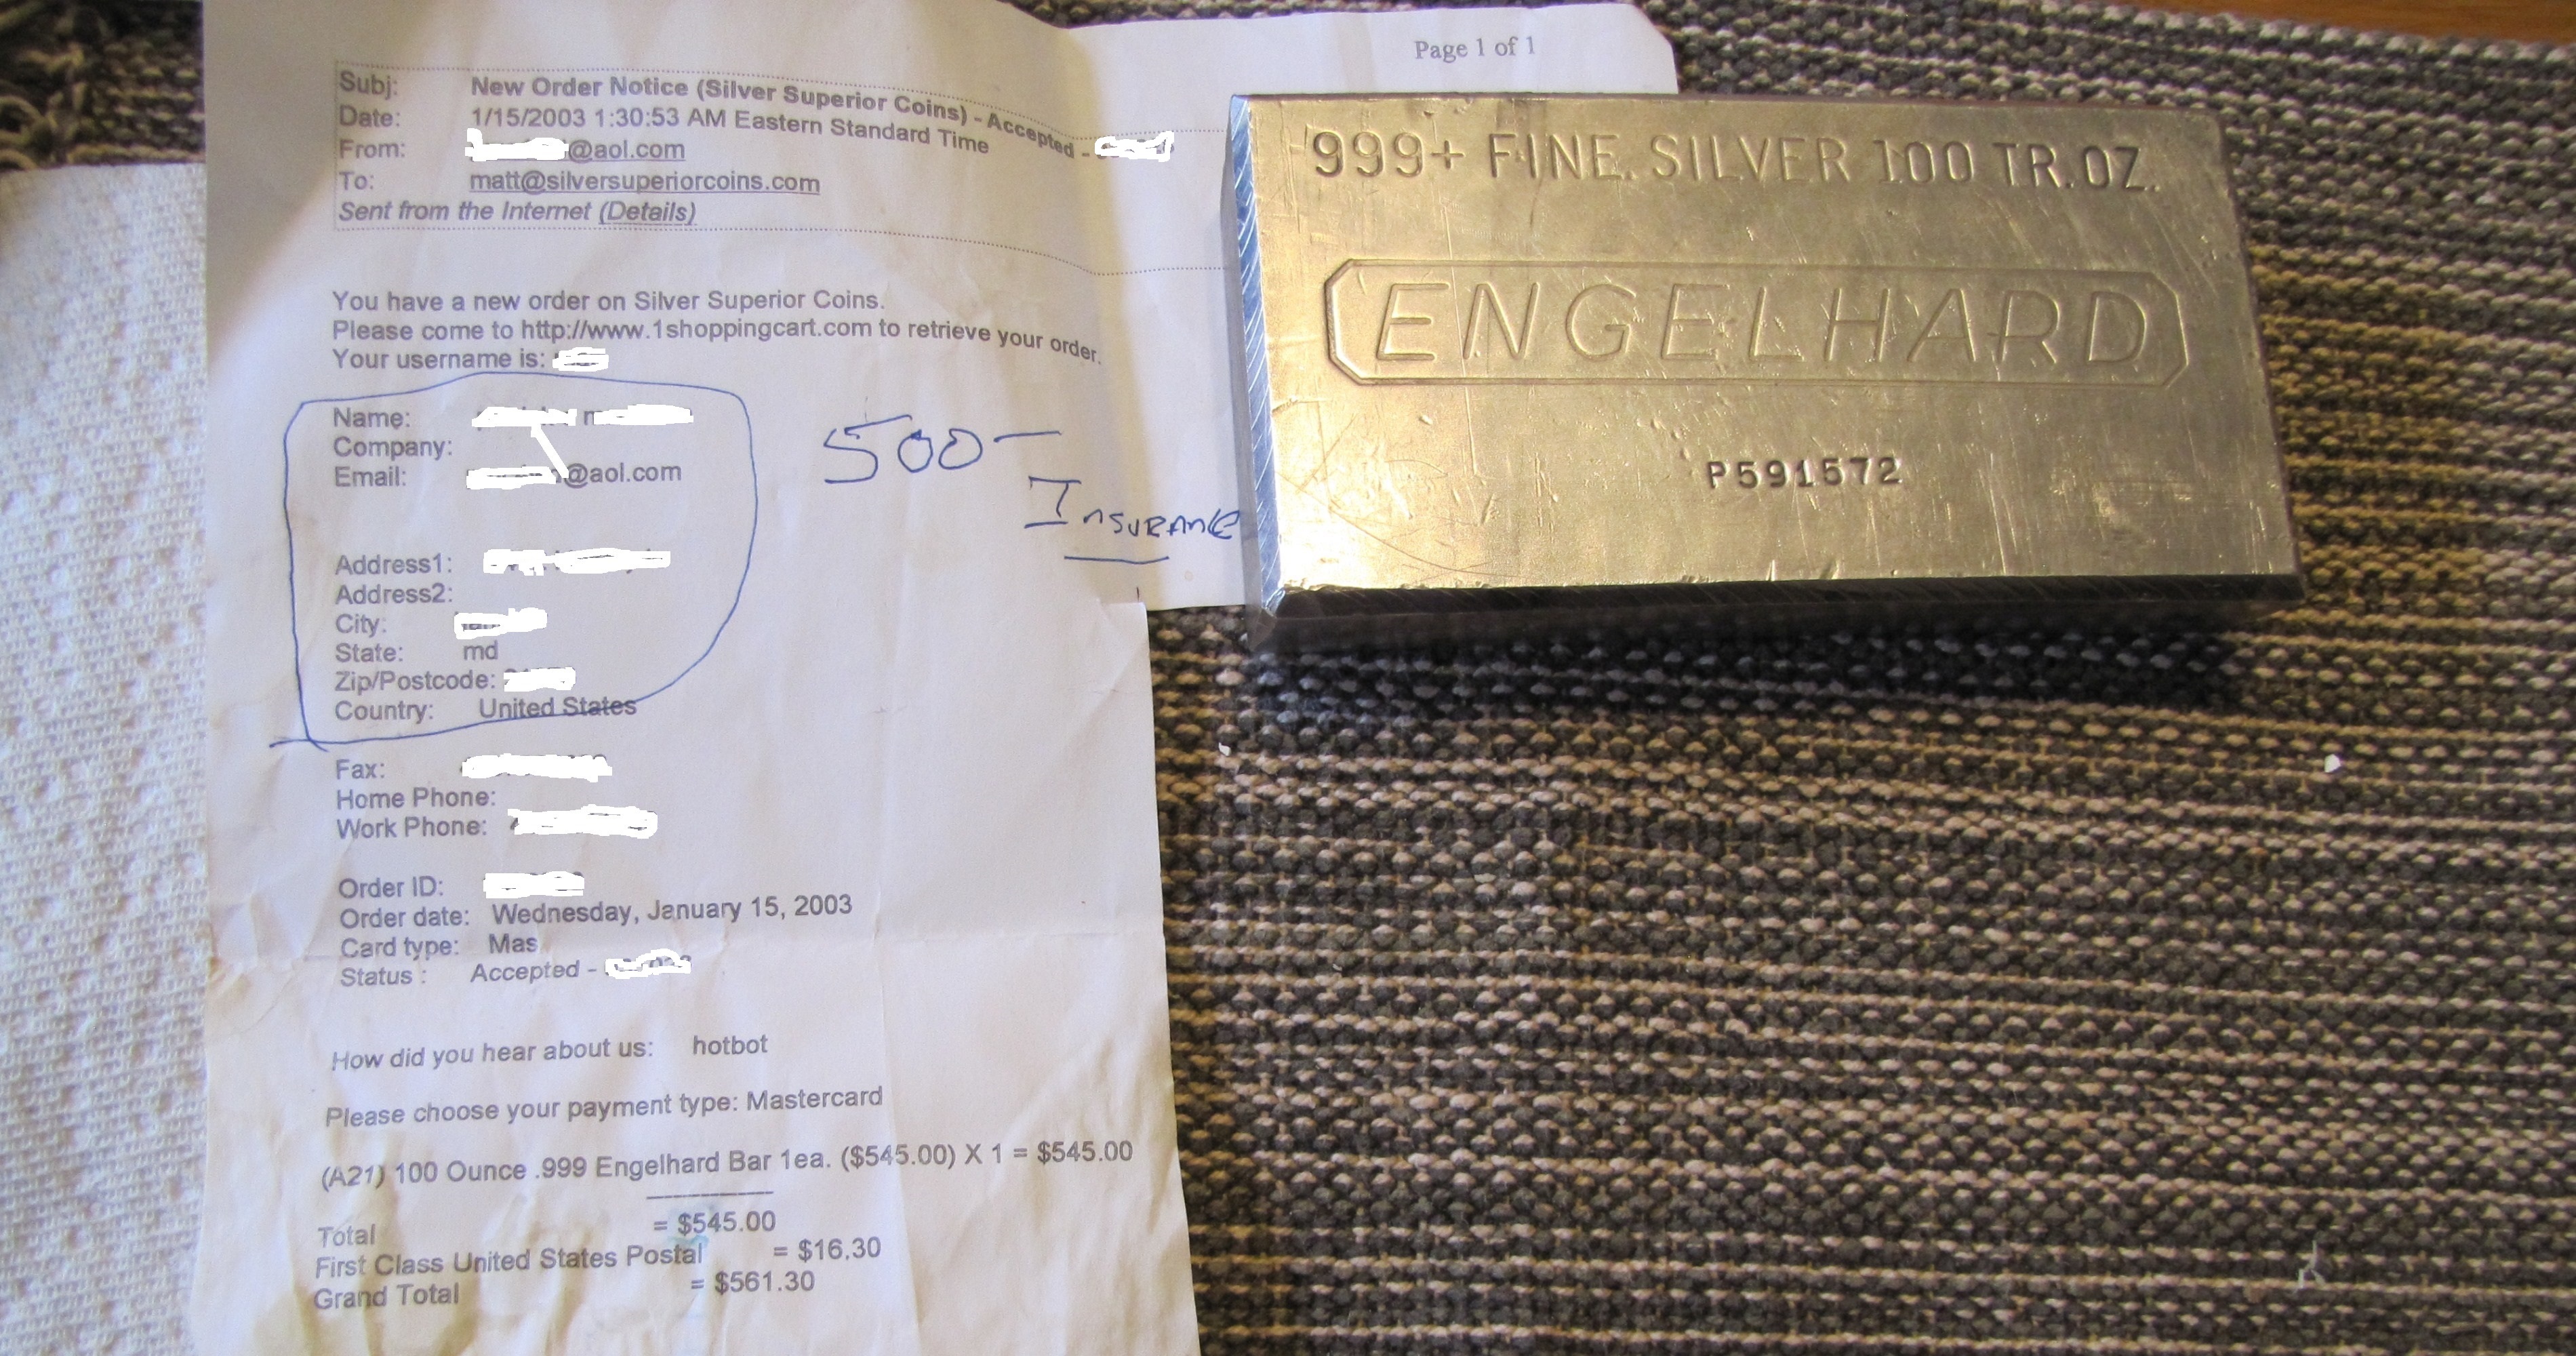 Page 1 of 1
Subj: New Order Notice (Silver Superior Coins) - Accepted -
Date: 1/15/2003 1:30:53 AM Eastern Standard Time
From: @aol.com
To: matt@silversuperiorcoins.com
Sent from the Internet (Details)
You have a new order on Silver Superior Coins.
Please come to http://www.1shoppingcart.com to retrieve your order.
Your username is:
Name:
Company:
Email: @aol.com
Address1:
Address2:
City:
State: md
Zip/Postcode:
Country: United States
500-
INSURANCE
Fax:
Home Phone:
Work Phone:
Order ID:
Order date: Wednesday, January 15, 2003
Card type: Mas
Status : Accepted -
How did you hear about us: hotbot
Please choose your payment type: Mastercard
(A21) 100 Ounce .999 Engelhard Bar 1ea. ($545.00) X 1 = $545.00
Total = $545.00
First Class United States Postal = $16.30
Grand Total = $561.30
999+ FINE. SILVER 100 TR.OZ.
ENGELHARD
P591572